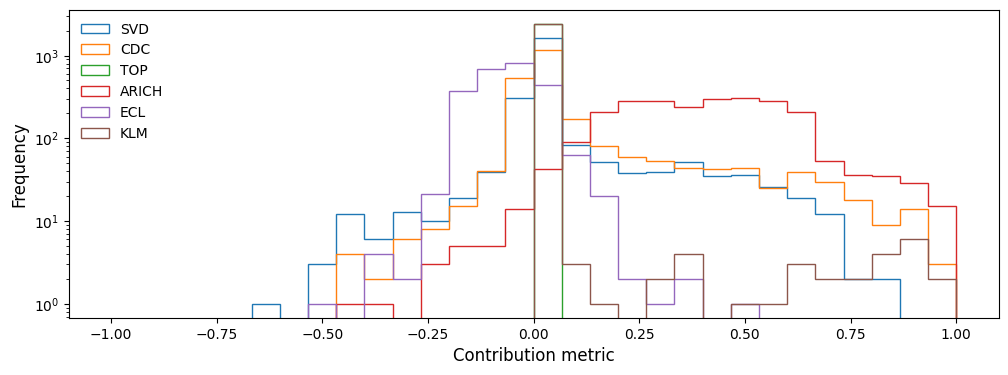 SVD
CDC
TOP
ARICH
ECL
KLM
Frequency
10³
10²
10¹
10⁰
−1.00 −0.75 −0.50 −0.25 0.00 0.25 0.50 0.75 1.00
Contribution metric